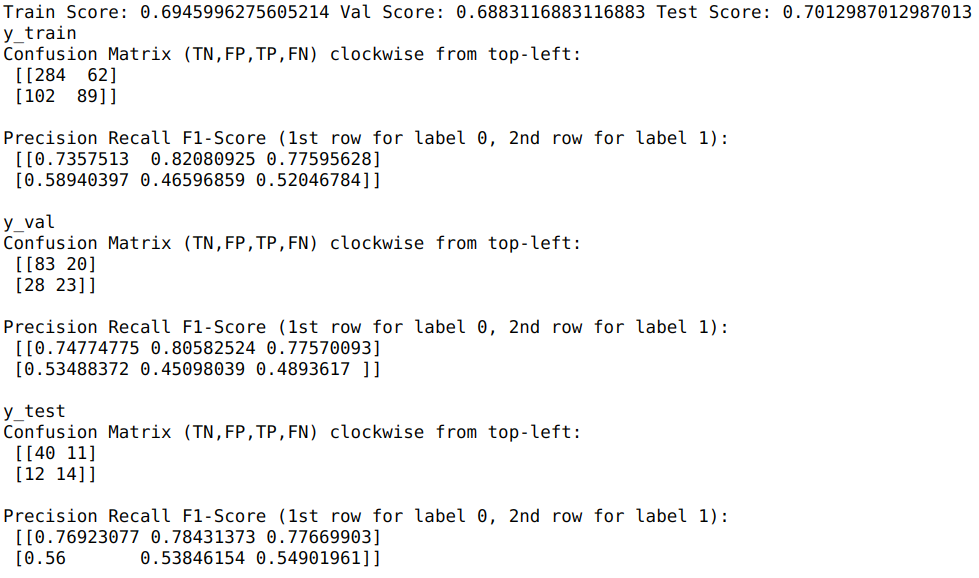 Train Score: 0.6945996275605214 Val Score: 0.6883116883116883 Test Score: 0.7012987012987013
y_train
Confusion Matrix (TN,FP,TP,FN) clockwise from top-left:
 [[284  62]
 [102  89]]

Precision Recall F1-Score (1st row for label 0, 2nd row for label 1):
 [[0.7357513  0.82080925 0.77595628]
 [0.58940397 0.46596859 0.52046784]]

y_val
Confusion Matrix (TN,FP,TP,FN) clockwise from top-left:
 [[83 20]
 [28 23]]

Precision Recall F1-Score (1st row for label 0, 2nd row for label 1):
 [[0.74774775 0.80582524 0.77570093]
 [0.53488372 0.45098039 0.4893617 ]]

y_test
Confusion Matrix (TN,FP,TP,FN) clockwise from top-left:
 [[40 11]
 [12 14]]

Precision Recall F1-Score (1st row for label 0, 2nd row for label 1):
 [[0.76923077 0.78431373 0.77669903]
 [0.56       0.53846154 0.54901961]]